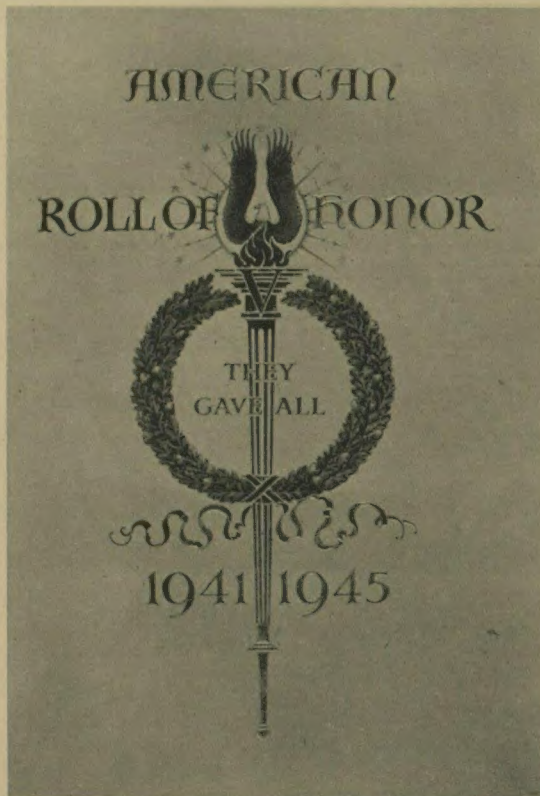 AMERICAN
ROLL OF HONOR
V
THEY
GAVE ALL
1941 1945